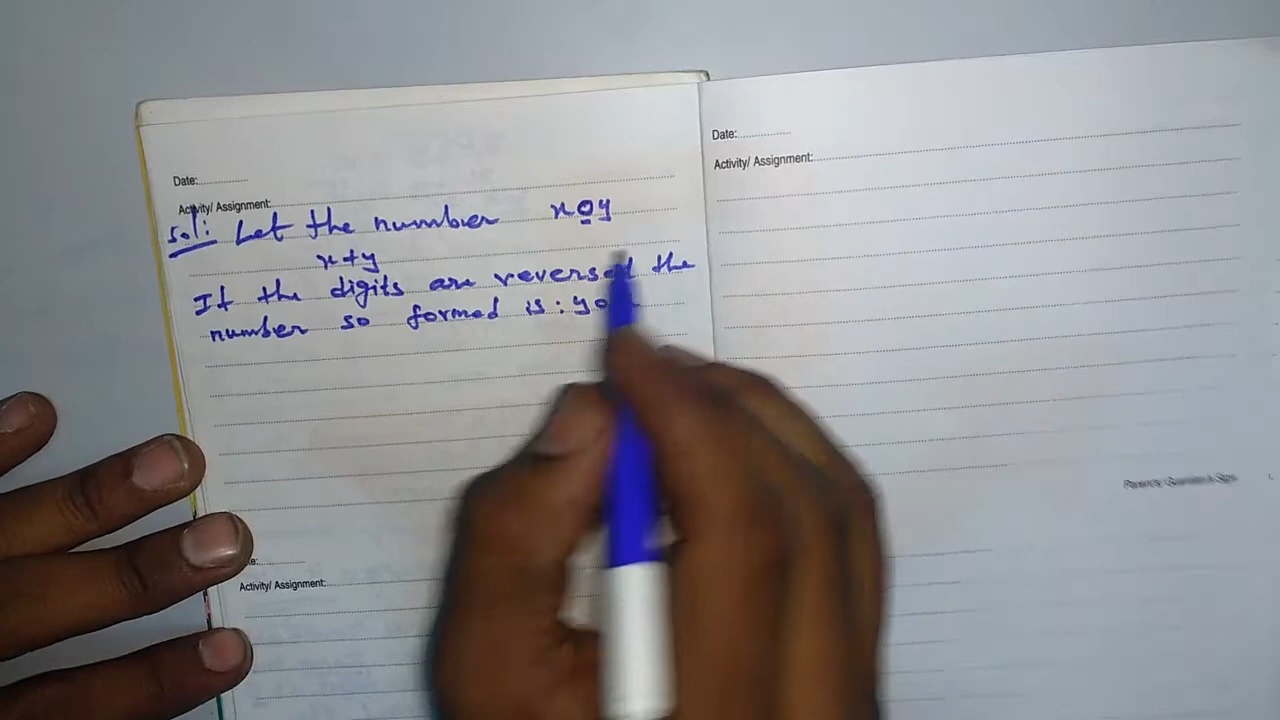 Date:
Activity/ Assignment:
Sol: Let the number x0y
x+y
If the digits are reversed the
number so formed is: y0
Activity/ Assignment:
Date:
Activity/ Assignment: